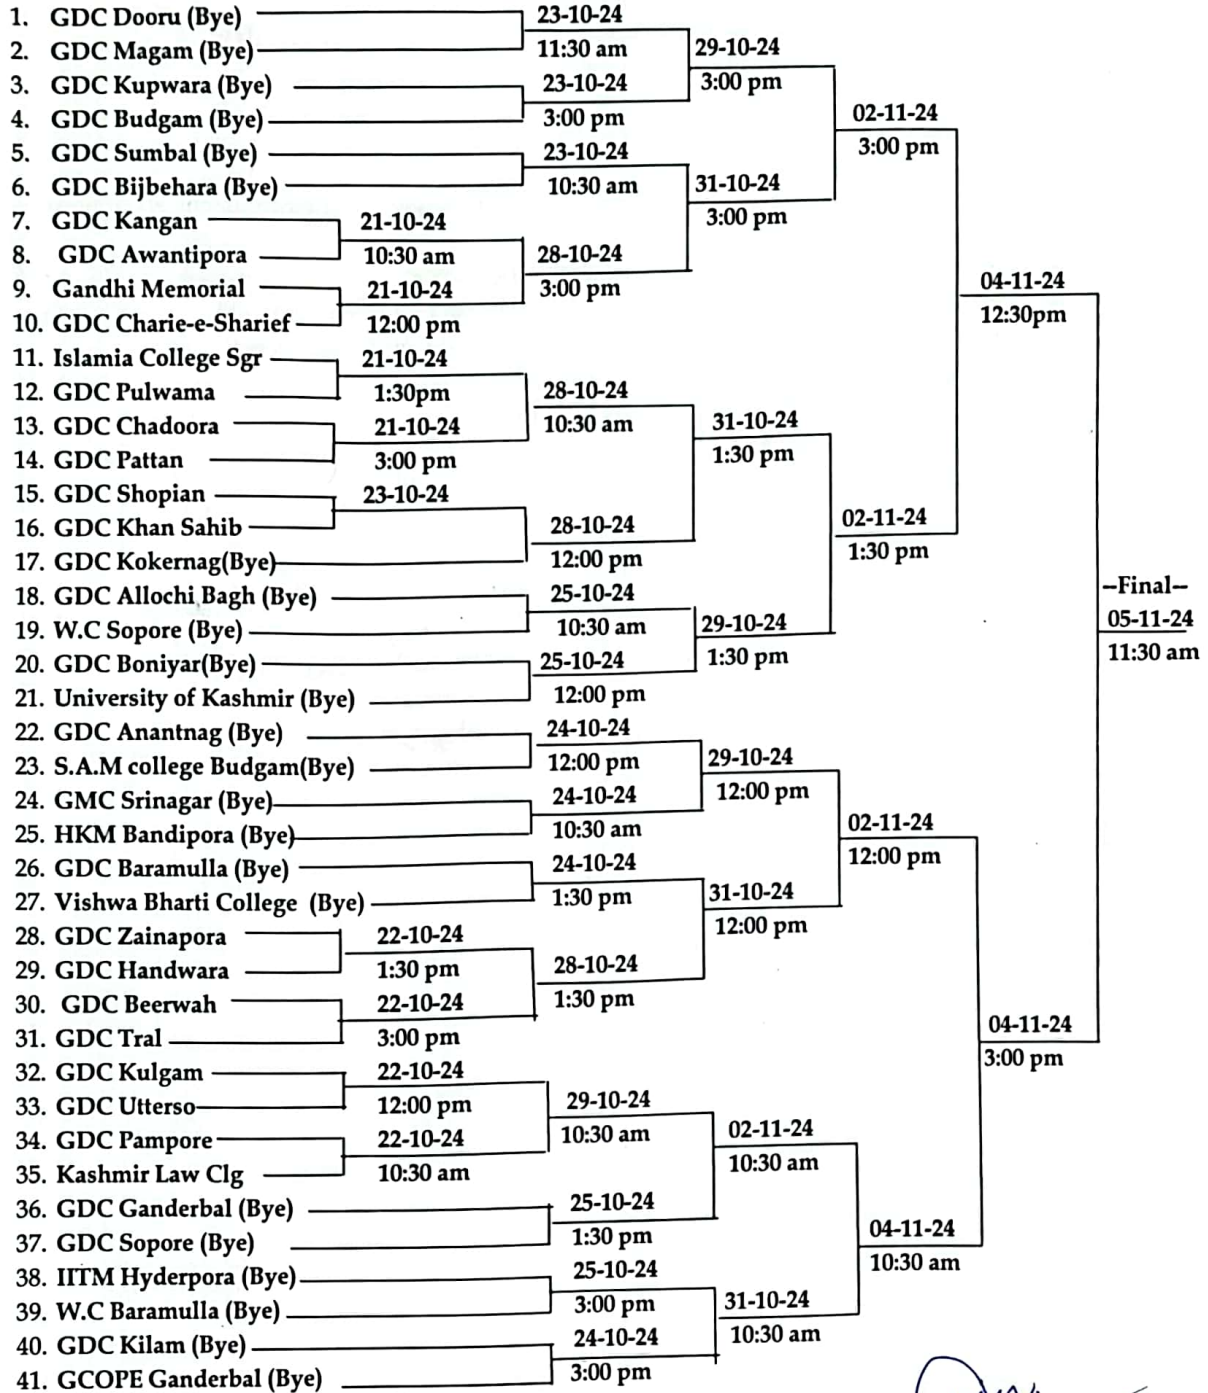 1. GDC Dooru (Bye)
2. GDC Magam (Bye)
3. GDC Kupwara (Bye)
4. GDC Budgam (Bye)
5. GDC Sumbal (Bye)
6. GDC Bijbehara (Bye)
7. GDC Kangan
8. GDC Awantipora
9. Gandhi Memorial
10. GDC Charie-e-Sharief
11. Islamia College Sgr
12. GDC Pulwama
13. GDC Chadoora
14. GDC Pattan
15. GDC Shopian
16. GDC Khan Sahib
17. GDC Kokernag(Bye)
18. GDC Allochi Bagh (Bye)
19. W.C Sopore (Bye)
20. GDC Boniyar(Bye)
21. University of Kashmir (Bye)
22. GDC Anantnag (Bye)
23. S.A.M college Budgam(Bye)
24. GMC Srinagar (Bye)
25. HKM Bandipora (Bye)
26. GDC Baramulla (Bye)
27. Vishwa Bharti College (Bye)
28. GDC Zainapora
29. GDC Handwara
30. GDC Beerwah
31. GDC Tral
32. GDC Kulgam
33. GDC Utterso
34. GDC Pampore
35. Kashmir Law Clg
36. GDC Ganderbal (Bye)
37. GDC Sopore (Bye)
38. IITM Hyderpora (Bye)
39. W.C Baramulla (Bye)
40. GDC Kilam (Bye)
41. GCOPE Ganderbal (Bye)
21-10-24
10:30 am
21-10-24
12:00 pm
21-10-24
1:30pm
21-10-24
3:00 pm
23-10-24
22-10-24
1:30 pm
22-10-24
3:00 pm
22-10-24
12:00 pm
22-10-24
10:30 am
23-10-24
11:30 am
23-10-24
3:00 pm
23-10-24
10:30 am
28-10-24
3:00 pm
28-10-24
10:30 am
28-10-24
12:00 pm
25-10-24
10:30 am
25-10-24
12:00 pm
24-10-24
12:00 pm
24-10-24
10:30 am
24-10-24
1:30 pm
28-10-24
1:30 pm
29-10-24
10:30 am
25-10-24
1:30 pm
25-10-24
3:00 pm
24-10-24
3:00 pm
29-10-24
3:00 pm
31-10-24
3:00 pm
31-10-24
1:30 pm
29-10-24
1:30 pm
29-10-24
12:00 pm
31-10-24
12:00 pm
02-11-24
10:30 am
31-10-24
10:30 am
02-11-24
3:00 pm
02-11-24
1:30 pm
02-11-24
12:00 pm
04-11-24
10:30 am
04-11-24
12:30pm
04-11-24
3:00 pm
--Final--
05-11-24
11:30 am